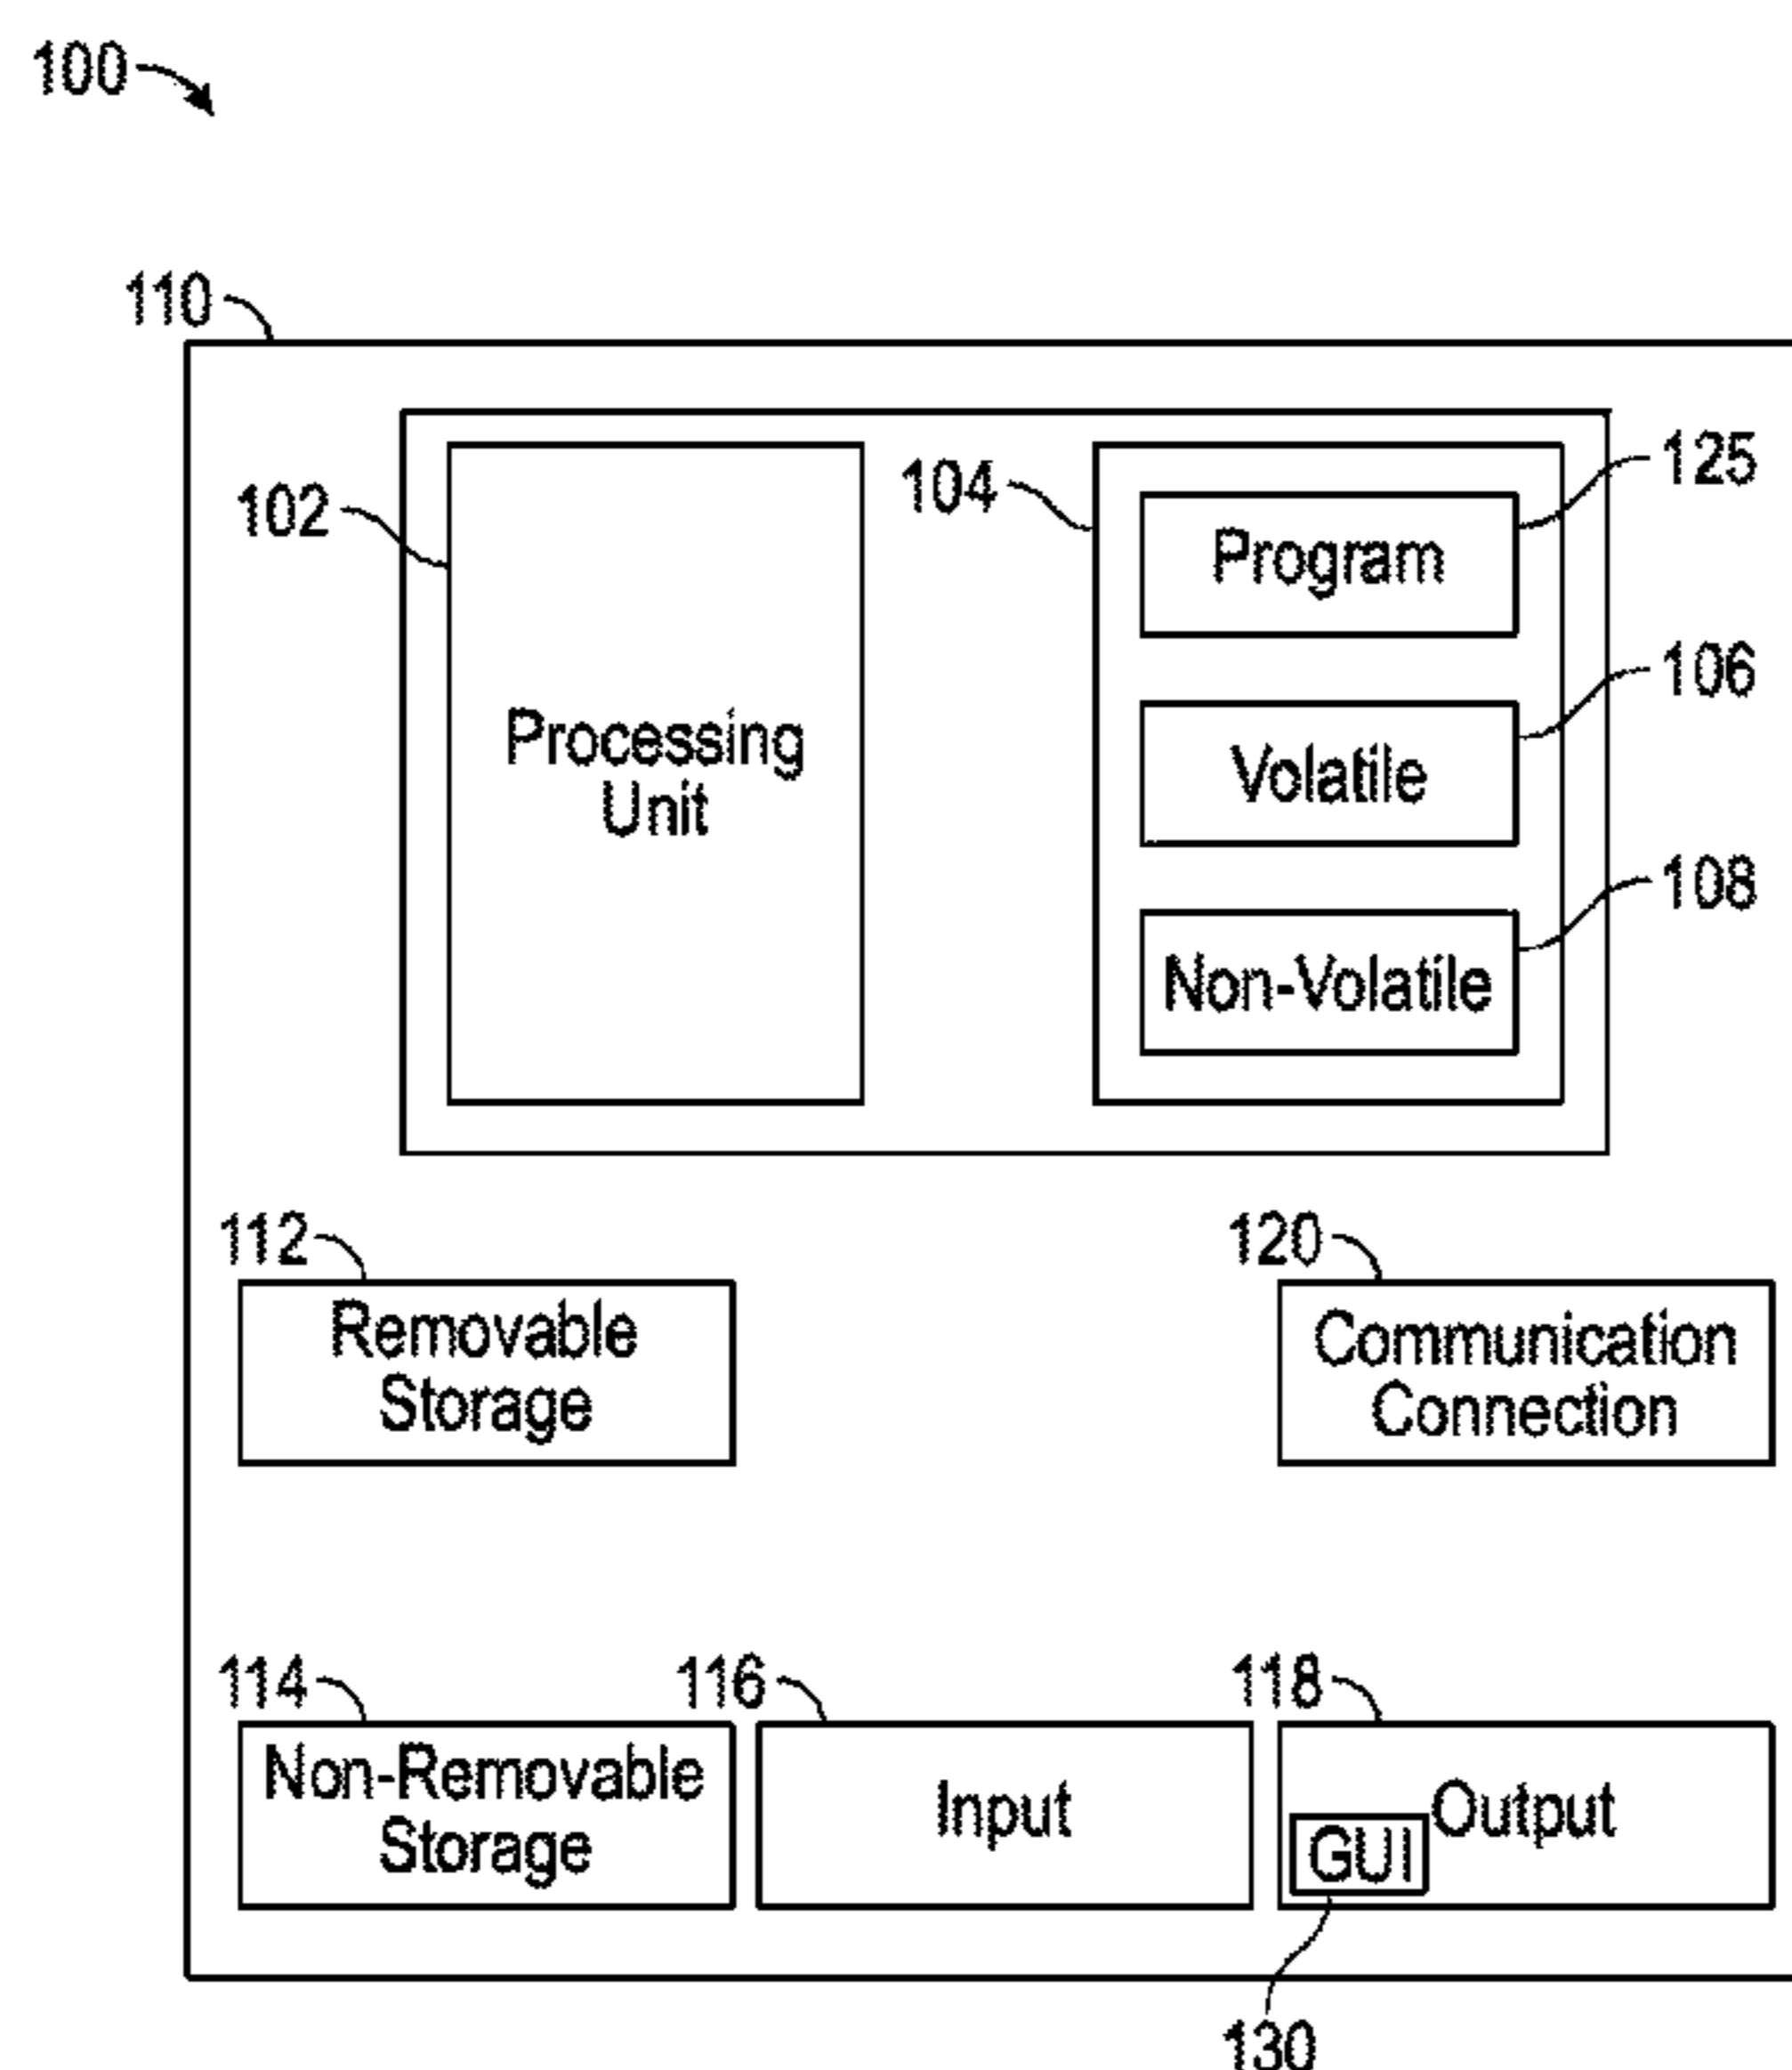 100
110
102
104
125
Program
106
Processing
Unit
Volatile
108
Non-Volatile
112
120
Removable
Storage
Communication
Connection
114
116
118
Non-Removable
Storage
Input
Output
GUI
130